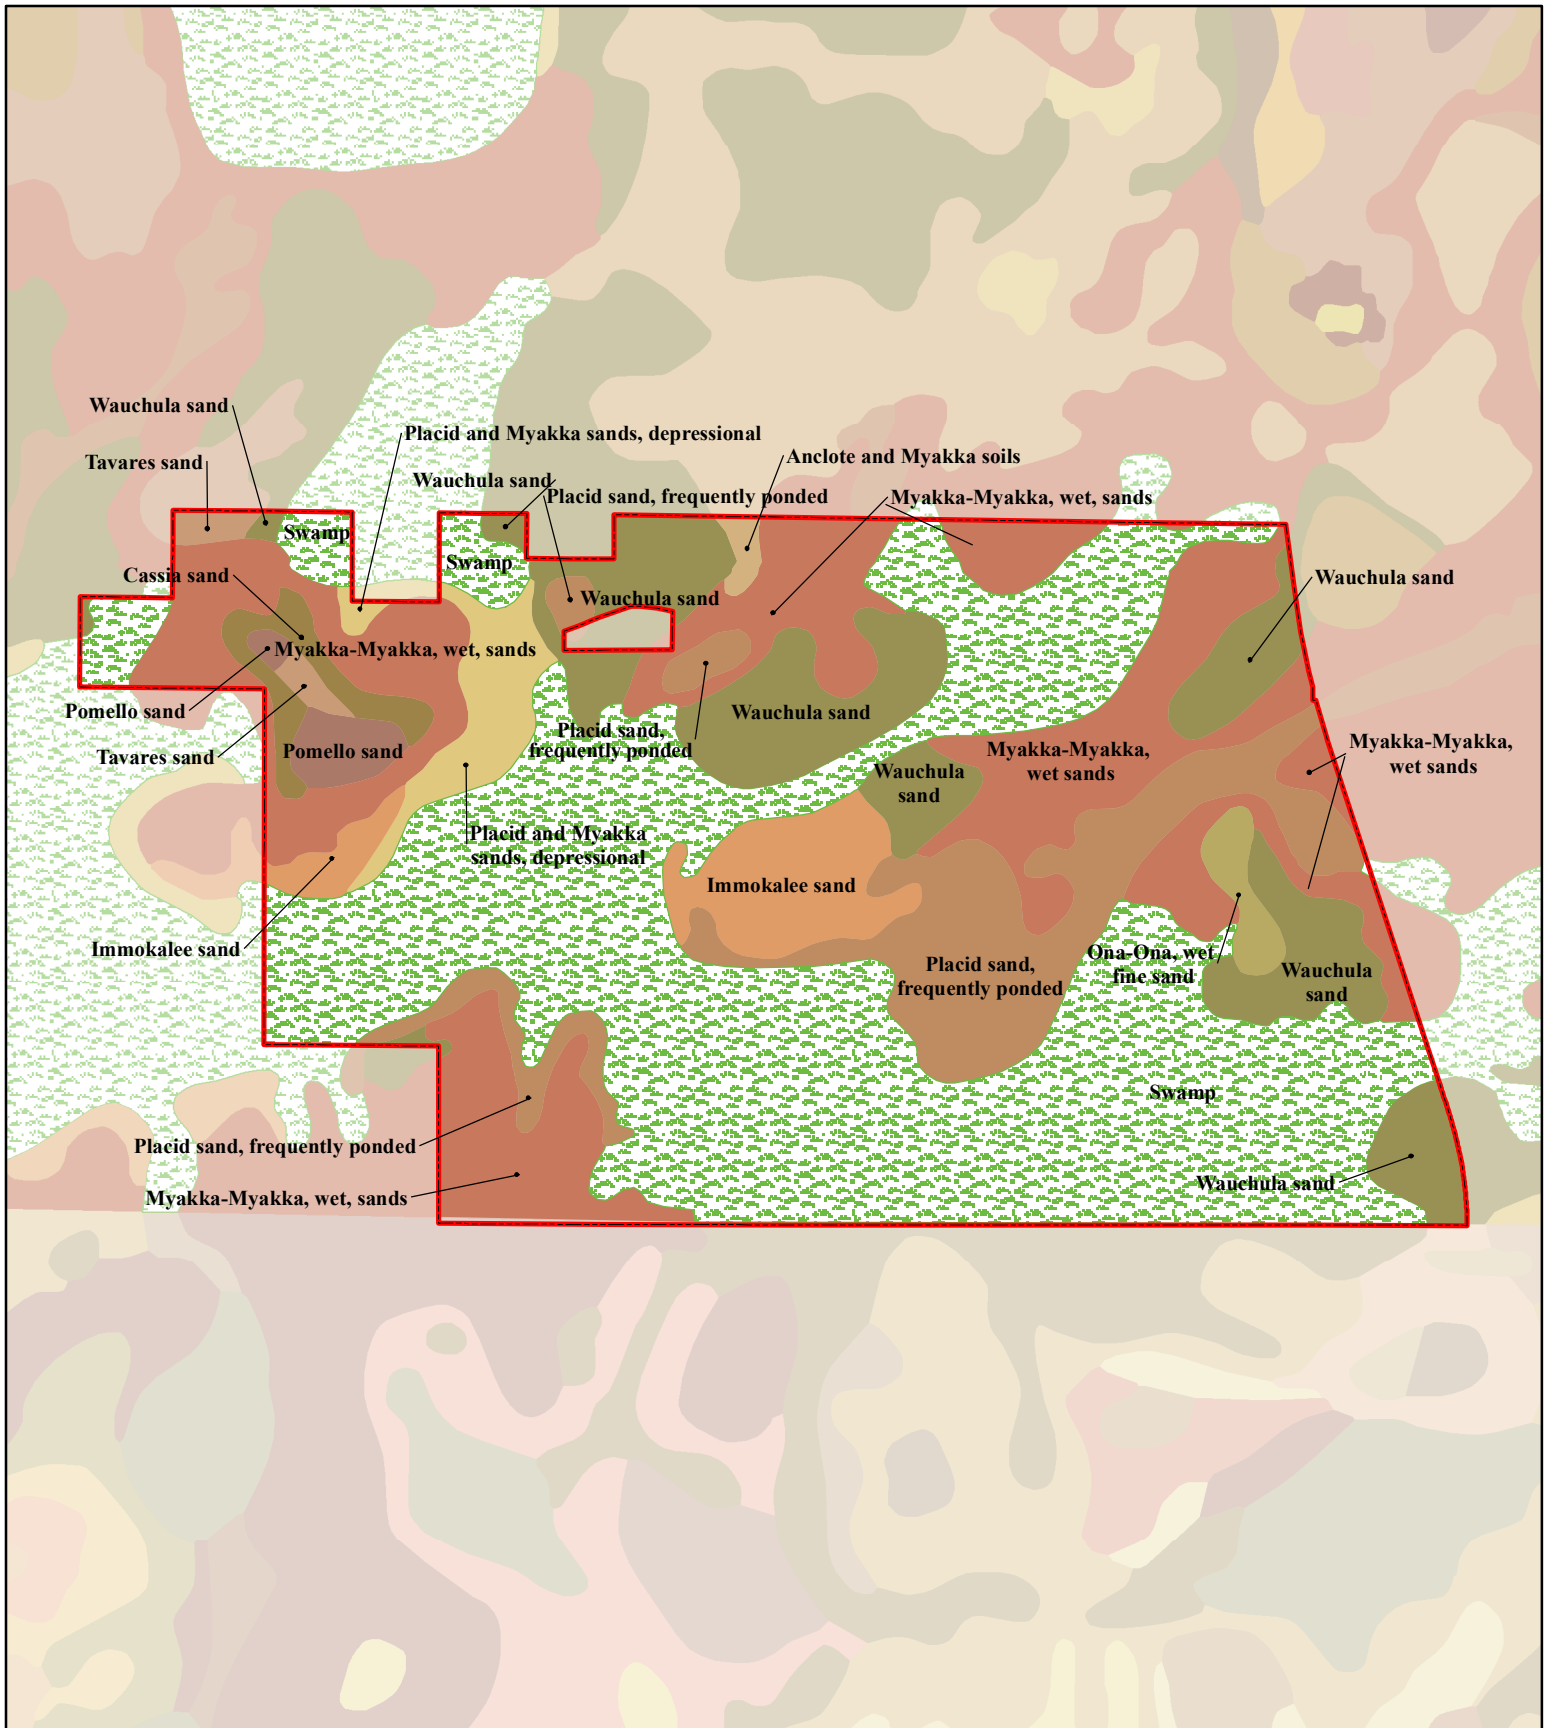 Wauchula sand
Placid and Myakka sands, depressional
Tavares sand
Anclote and Myakka soils
Wauchula sand
Placid sand, frequently ponded
Myakka-Myakka, wet, sands
Swamp
Swamp
Cassia sand
Wauchula sand
Wauchula sand
Myakka-Myakka, wet, sands
Pomello sand
Wauchula sand
Placid sand,
frequently ponded
Tavares sand
Pomello sand
Myakka-Myakka,
wet sands
Myakka-Myakka,
wet sands
Wauchula
sand
Placid and Myakka
sands, depressional
Immokalee sand
Immokalee sand
Placid sand,
frequently ponded
Ona-Ona, wet
fine sand
Wauchula
sand
Swamp
Placid sand, frequently ponded
Wauchula sand
Myakka-Myakka, wet, sands